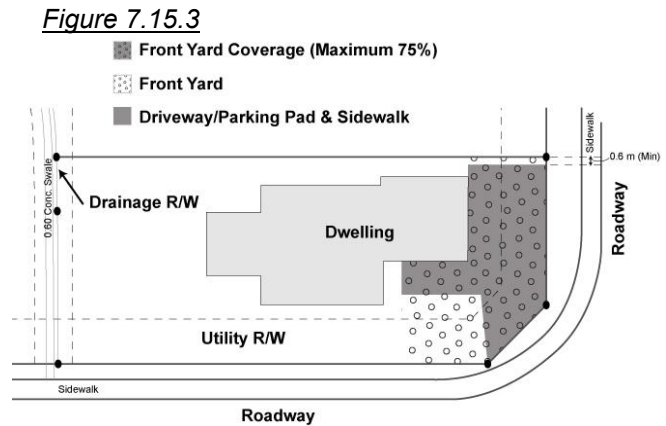 Figure 7.15.3
Front Yard Coverage (Maximum 75%)
Front Yard
Driveway/Parking Pad & Sidewalk
Sidewalk
0.6 m (Min)
Roadway
0.60 Conc. Swale
Drainage R/W
Dwelling
Utility R/W
Sidewalk
Roadway